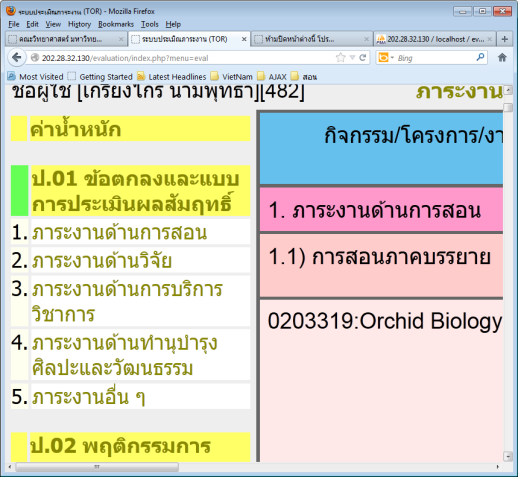 ระบบประเมินภาระงาน (TOR) - Mozilla Firefox
File Edit View History Bookmarks Tools Help
คณะวิทยาศาสตร์ มหาวิทย... ระบบประเมินภาระงาน (TOR) ห้ามปิดหน้าต่างนี้ โปร... 202.28.32.130 / localhost / ev...
202.28.32.130/evaluation/index.php?menu=eval Bing
Most Visited Getting Started Latest Headlines VietNam AJAX สอน
ชื่อผู้ใช้ [เกรียงไกร นามพุทธา][482] ภาระงาน
ค่าน้ำหนัก
กิจกรรม/โครงการ/งา
ป.01 ข้อตกลงและแบบ
การประเมินผลสัมฤทธิ์
1. ภาระงานด้านการสอน
2. ภาระงานด้านวิจัย
3. ภาระงานด้านการบริการ
วิชาการ
4. ภาระงานด้านทำนุบำรุง
ศิลปะและวัฒนธรรม
5. ภาระงานอื่น ๆ
ป.02 พฤติกรรมการ
1. ภาระงานด้านการสอน
1.1) การสอนภาคบรรยาย
0203319:Orchid Biology